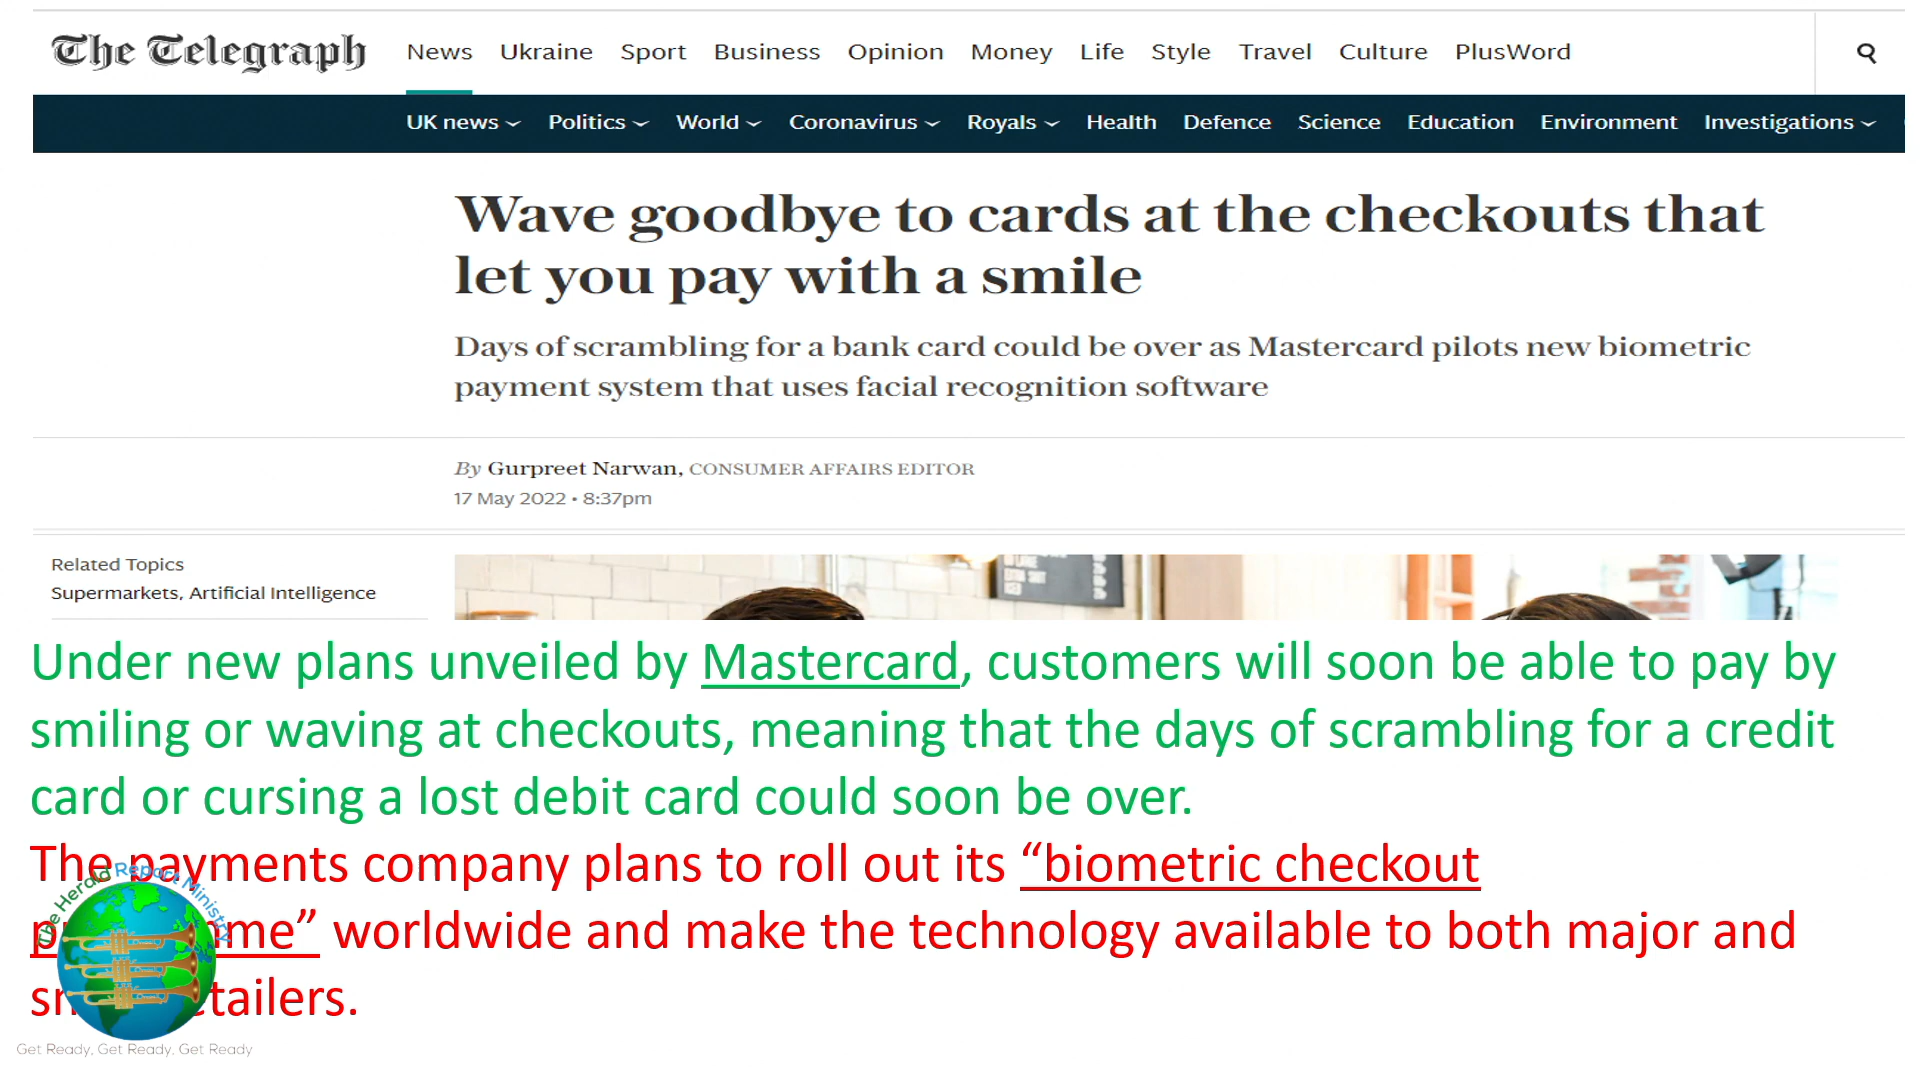 The Telegraph News Ukraine Sport Business Opinion Money Life Style Travel Culture PlusWord
UK news Politics World Coronavirus Royals Health Defence Science Education Environment Investigations
Wave goodbye to cards at the checkouts that
let you pay with a smile
Days of scrambling for a bank card could be over as Mastercard pilots new biometric
payment system that uses facial recognition software
By Gurpreet Narwan, CONSUMER AFFAIRS EDITOR
17 May 2022 • 8:37pm
Related Topics
Supermarkets, Artificial Intelligence
Under new plans unveiled by Mastercard, customers will soon be able to pay by
smiling or waving at checkouts, meaning that the days of scrambling for a credit
card or cursing a lost debit card could soon be over.
The payments company plans to roll out its “biometric checkout
worldwide and make the technology available to both major and
The Herald Report Ministry
Get Ready, Get Ready, Get Ready